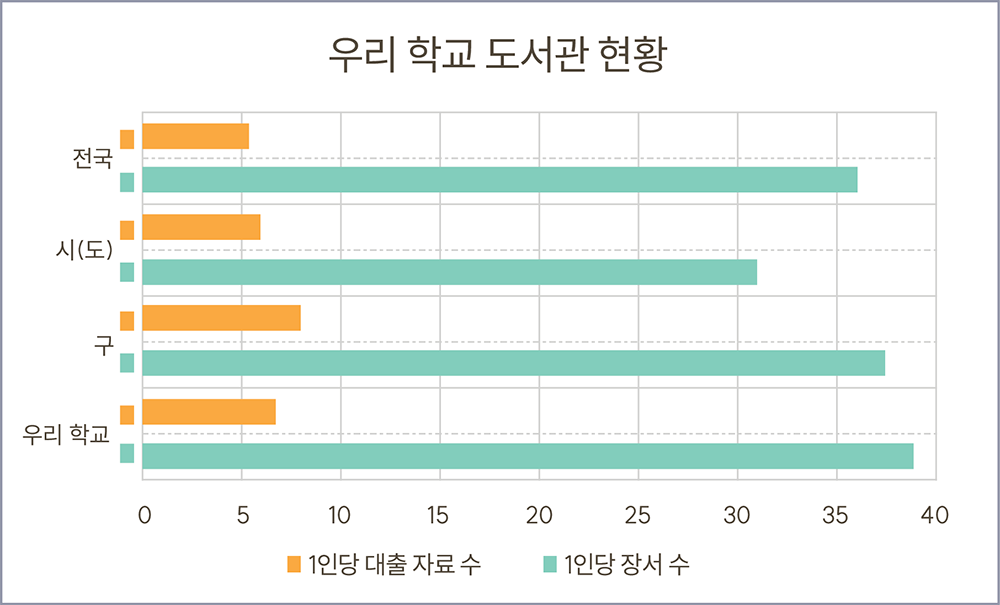 우리 학교 도서관 현황
전국
시(도)
구
우리 학교
0 5 10 15 20 25 30 35 40
1인당 대출 자료 수 1인당 장서 수